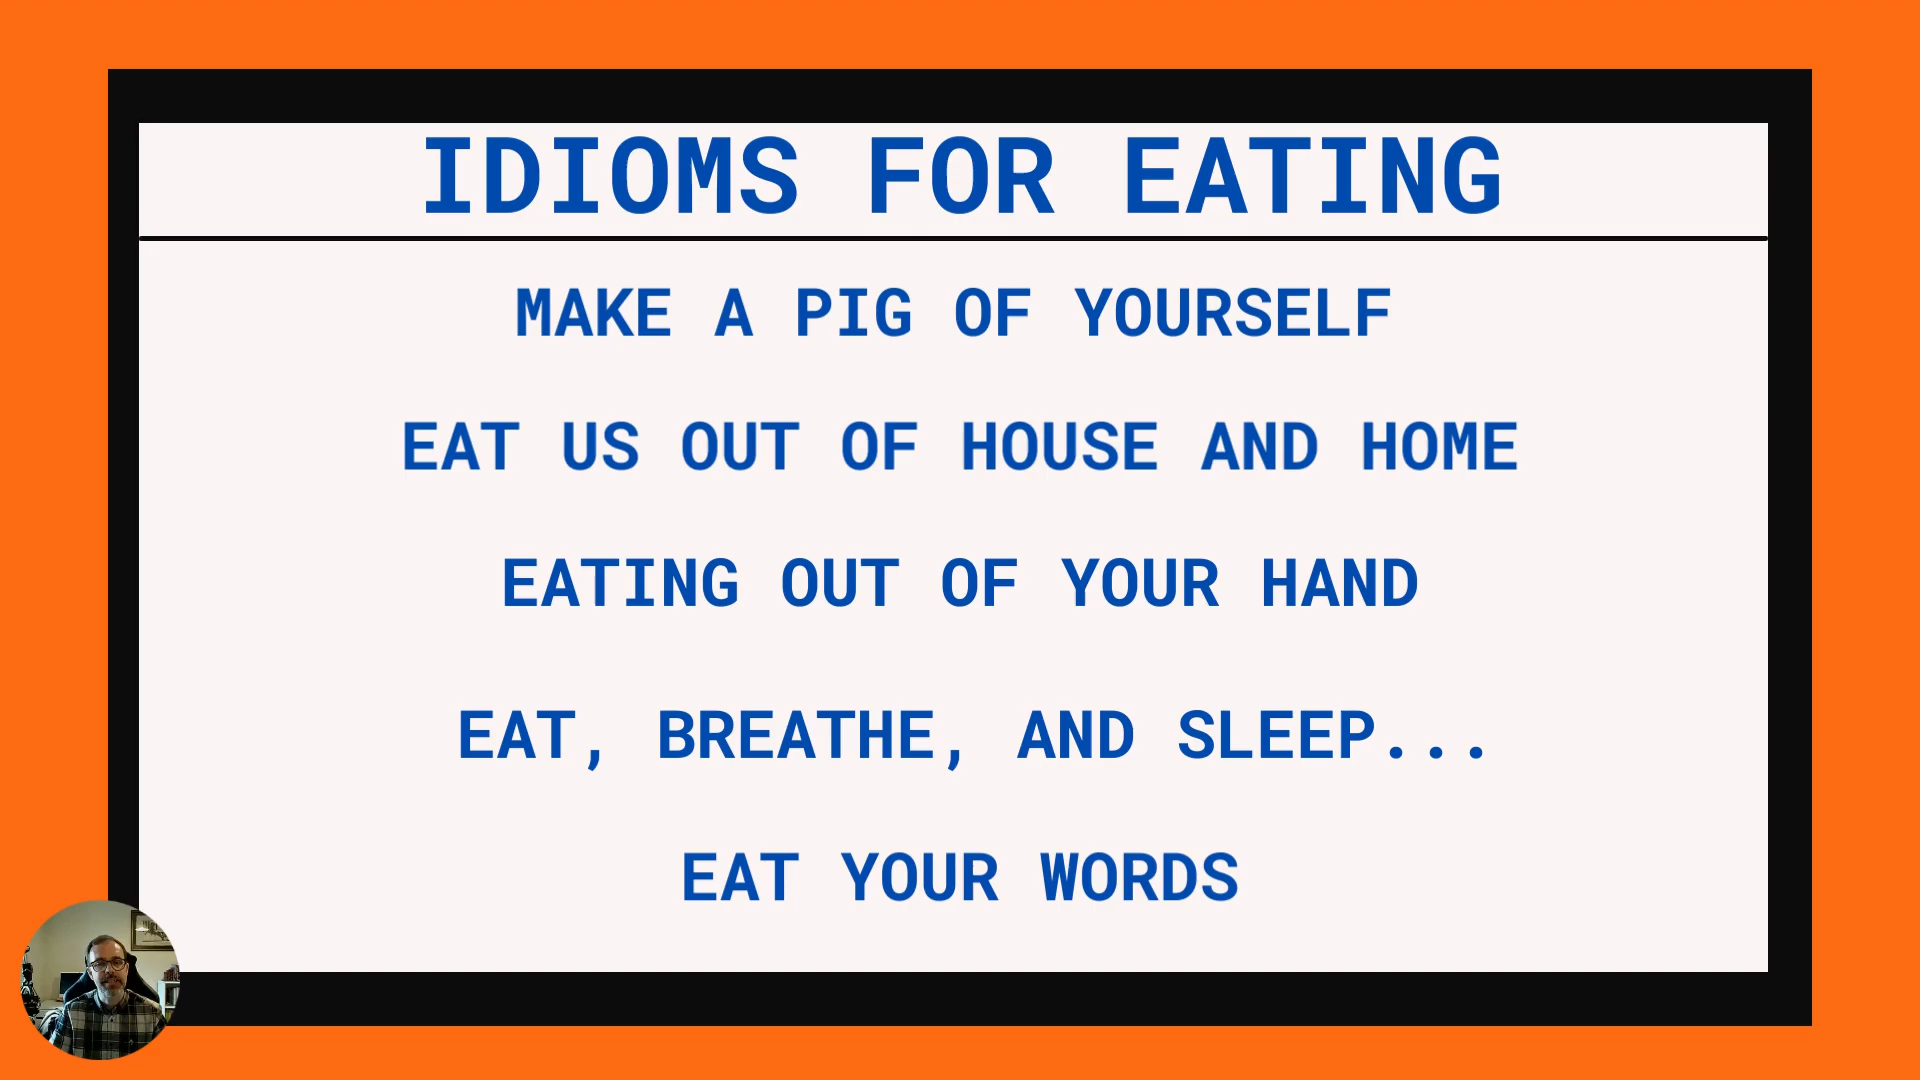 IDIOMS FOR EATING
MAKE A PIG OF YOURSELF
EAT US OUT OF HOUSE AND HOME
EATING OUT OF YOUR HAND
EAT, BREATHE, AND SLEEP...
EAT YOUR WORDS